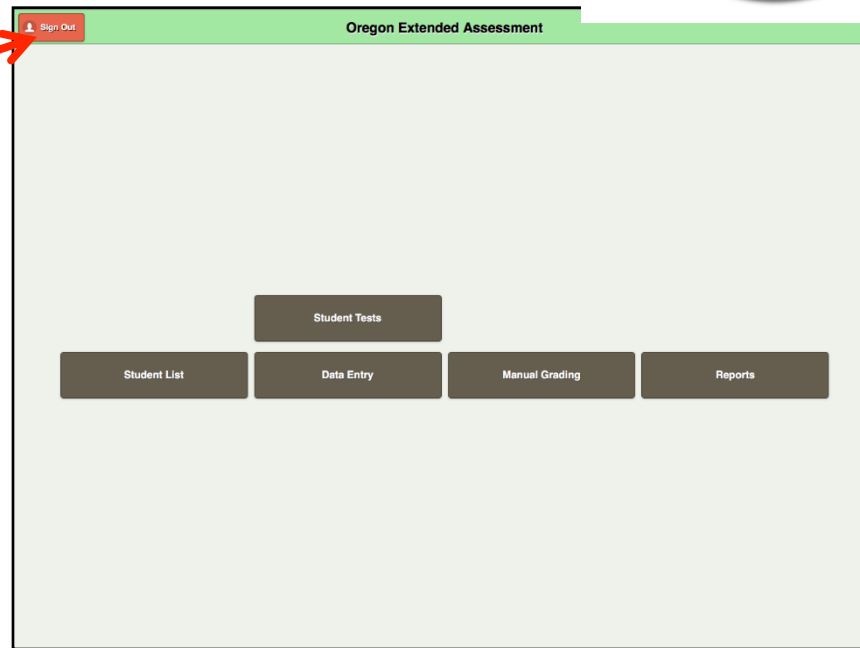 Sign Out
Oregon Extended Assessment
Student Tests
Student List
Data Entry
Manual Grading
Reports